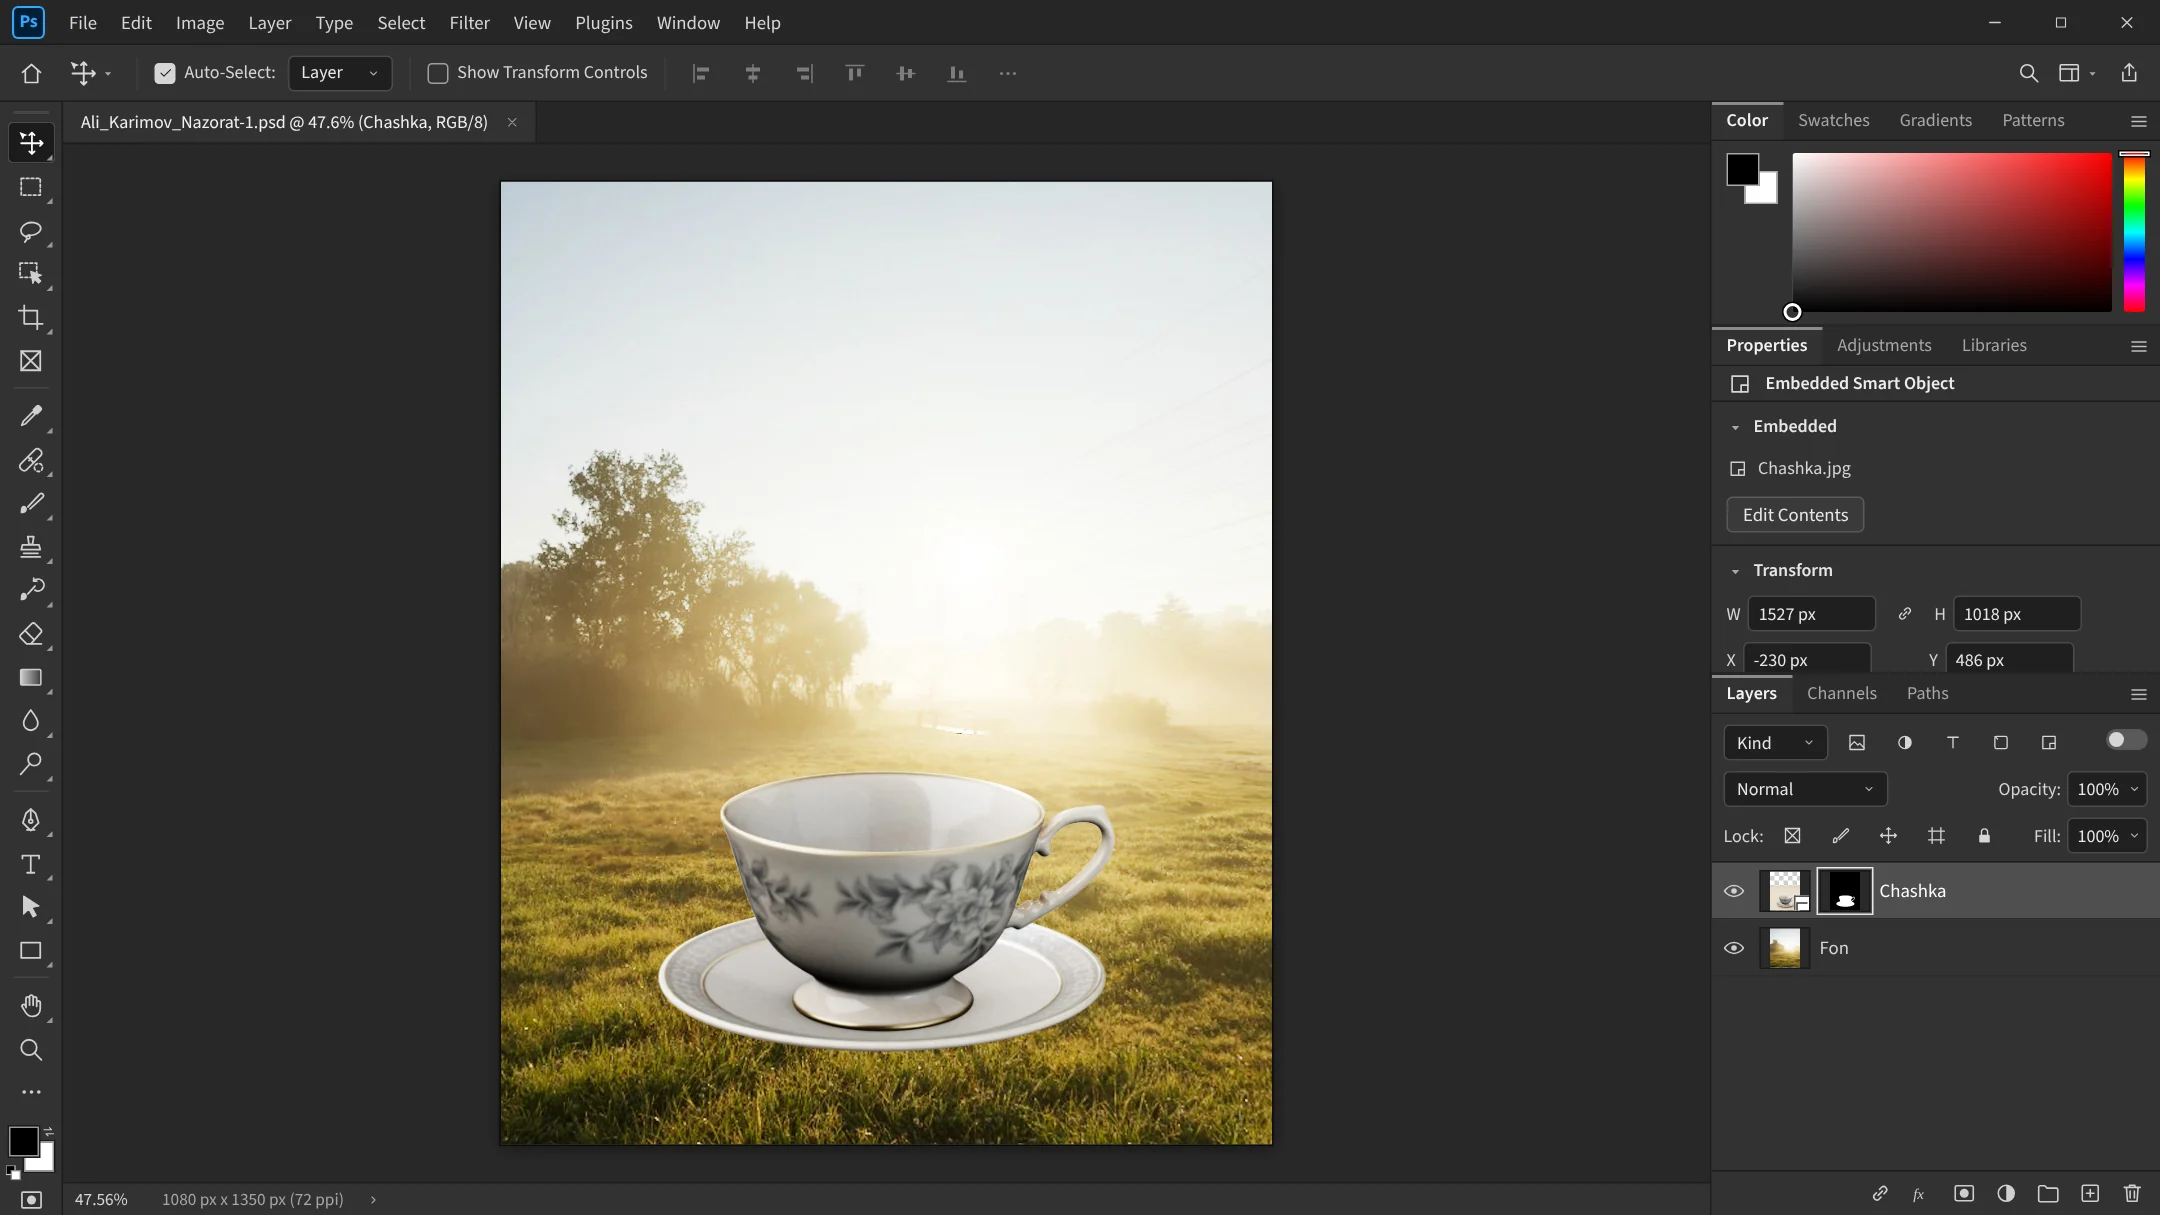 Ps File Edit Image Layer Type Select Filter View Plugins Window Help
Auto-Select: Layer Show Transform Controls
Ali_Karimov_Nazorat-1.psd @ 47.6% (Chashka, RGB/8)
Color Swatches Gradients Patterns
Properties Adjustments Libraries
Embedded Smart Object
Embedded
Chashka.jpg
Edit Contents
Transform
W 1527 px H 1018 px
X -230 px Y 486 px
Layers Channels Paths
Kind T
Normal Opacity: 100%
Lock: Fill: 100%
Chashka
Fon
47.56% 1080 px x 1350 px (72 ppi)
fx